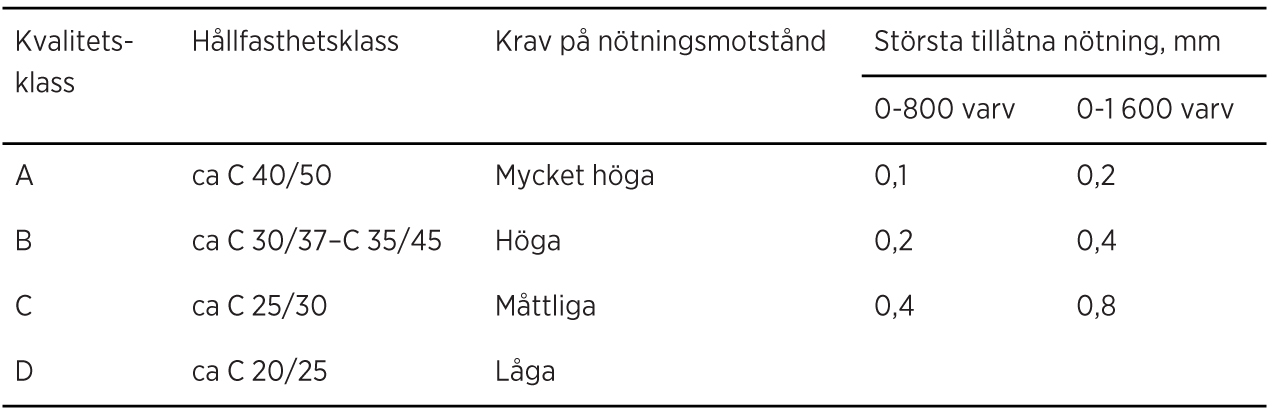 Kvalitets- Hållfasthetsklass Krav på nötningsmotstånd Största tillåtna nötning, mm
klass
0-800 varv 0-1 600 varv
A ca C 40/50 Mycket höga 0,1 0,2
B ca C 30/37–C 35/45 Höga 0,2 0,4
C ca C 25/30 Måttliga 0,4 0,8
D ca C 20/25 Låga